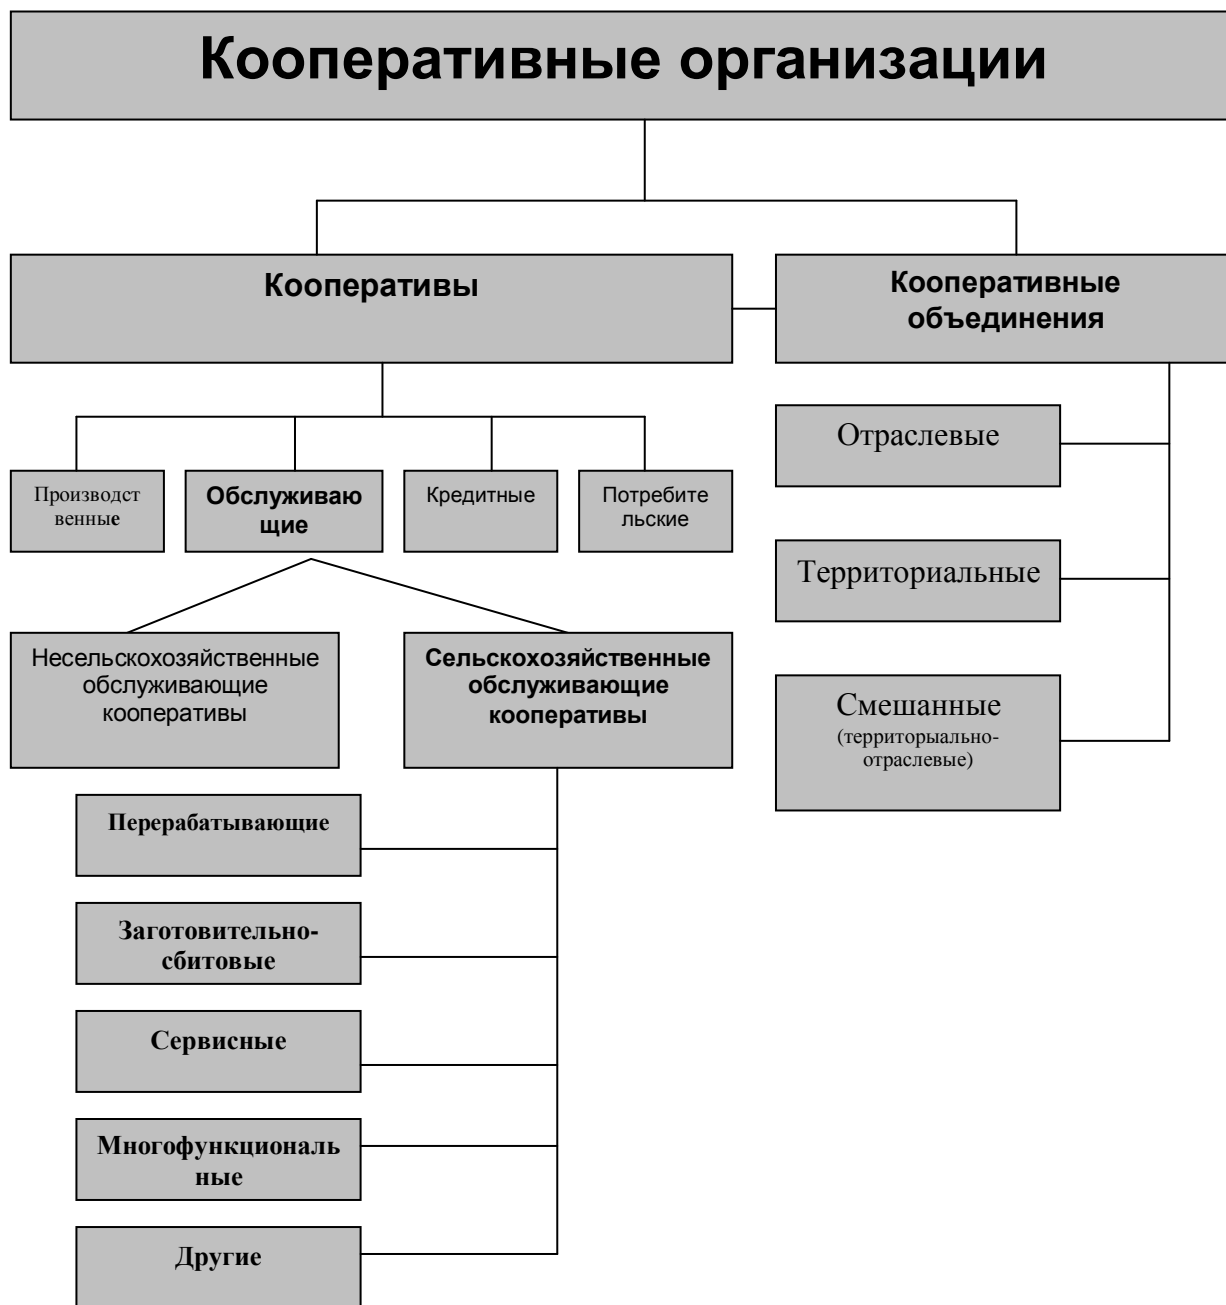 Кооперативные организации
Кооперативы
Кооперативные
объединения
Производст
венные
Обслуживаю
щие
Кредитные
Потребите
льские
Отраслевые
Территориальные
Смешанные
(территорыально-
отраслевые)
Несельскохозяйственные
обслуживающие
кооперативы
Сельскохозяйственные
обслуживающие
кооперативы
Перерабатывающие
Заготовительно-
сбитовые
Сервисные
Многофункциональ
ные
Другие